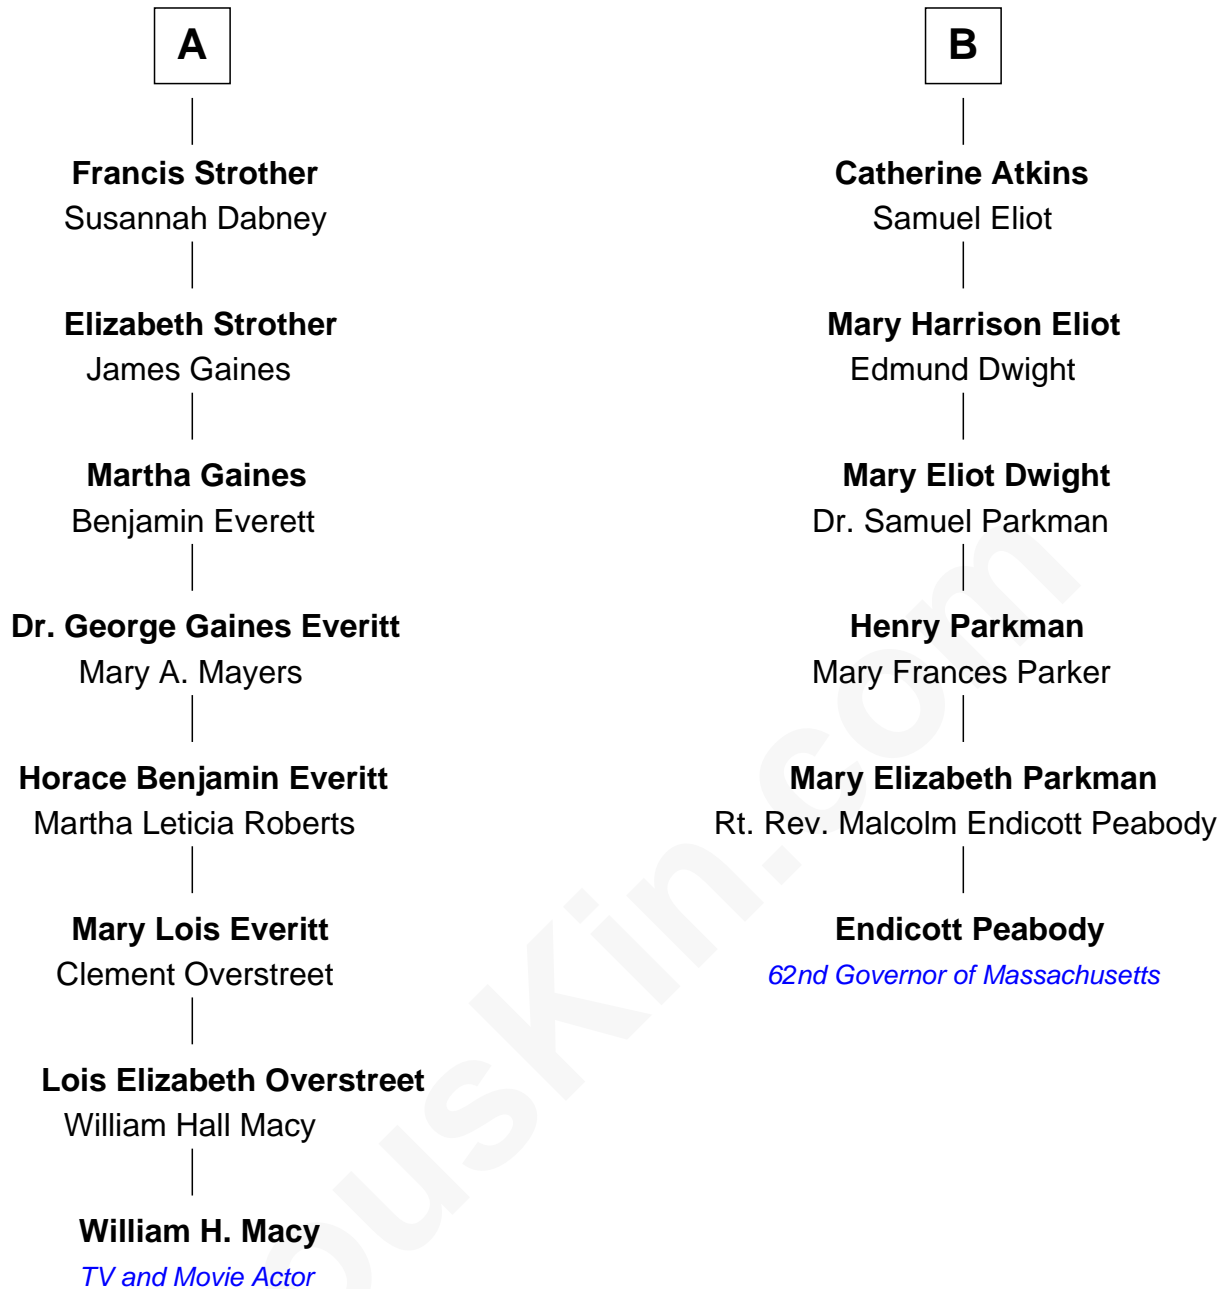 A
Francis Strother
Susannah Dabney
Elizabeth Strother
James Gaines
Martha Gaines
Benjamin Everett
Dr. George Gaines Everitt
Mary A. Mayers
Horace Benjamin Everitt
Martha Leticia Roberts
Mary Lois Everitt
Clement Overstreet
Lois Elizabeth Overstreet
William Hall Macy
William H. Macy
TV and Movie Actor
B
Catherine Atkins
Samuel Eliot
Mary Harrison Eliot
Edmund Dwight
Mary Eliot Dwight
Dr. Samuel Parkman
Henry Parkman
Mary Frances Parker
Mary Elizabeth Parkman
Rt. Rev. Malcolm Endicott Peabody
Endicott Peabody
62nd Governor of Massachusetts
ousKin.com